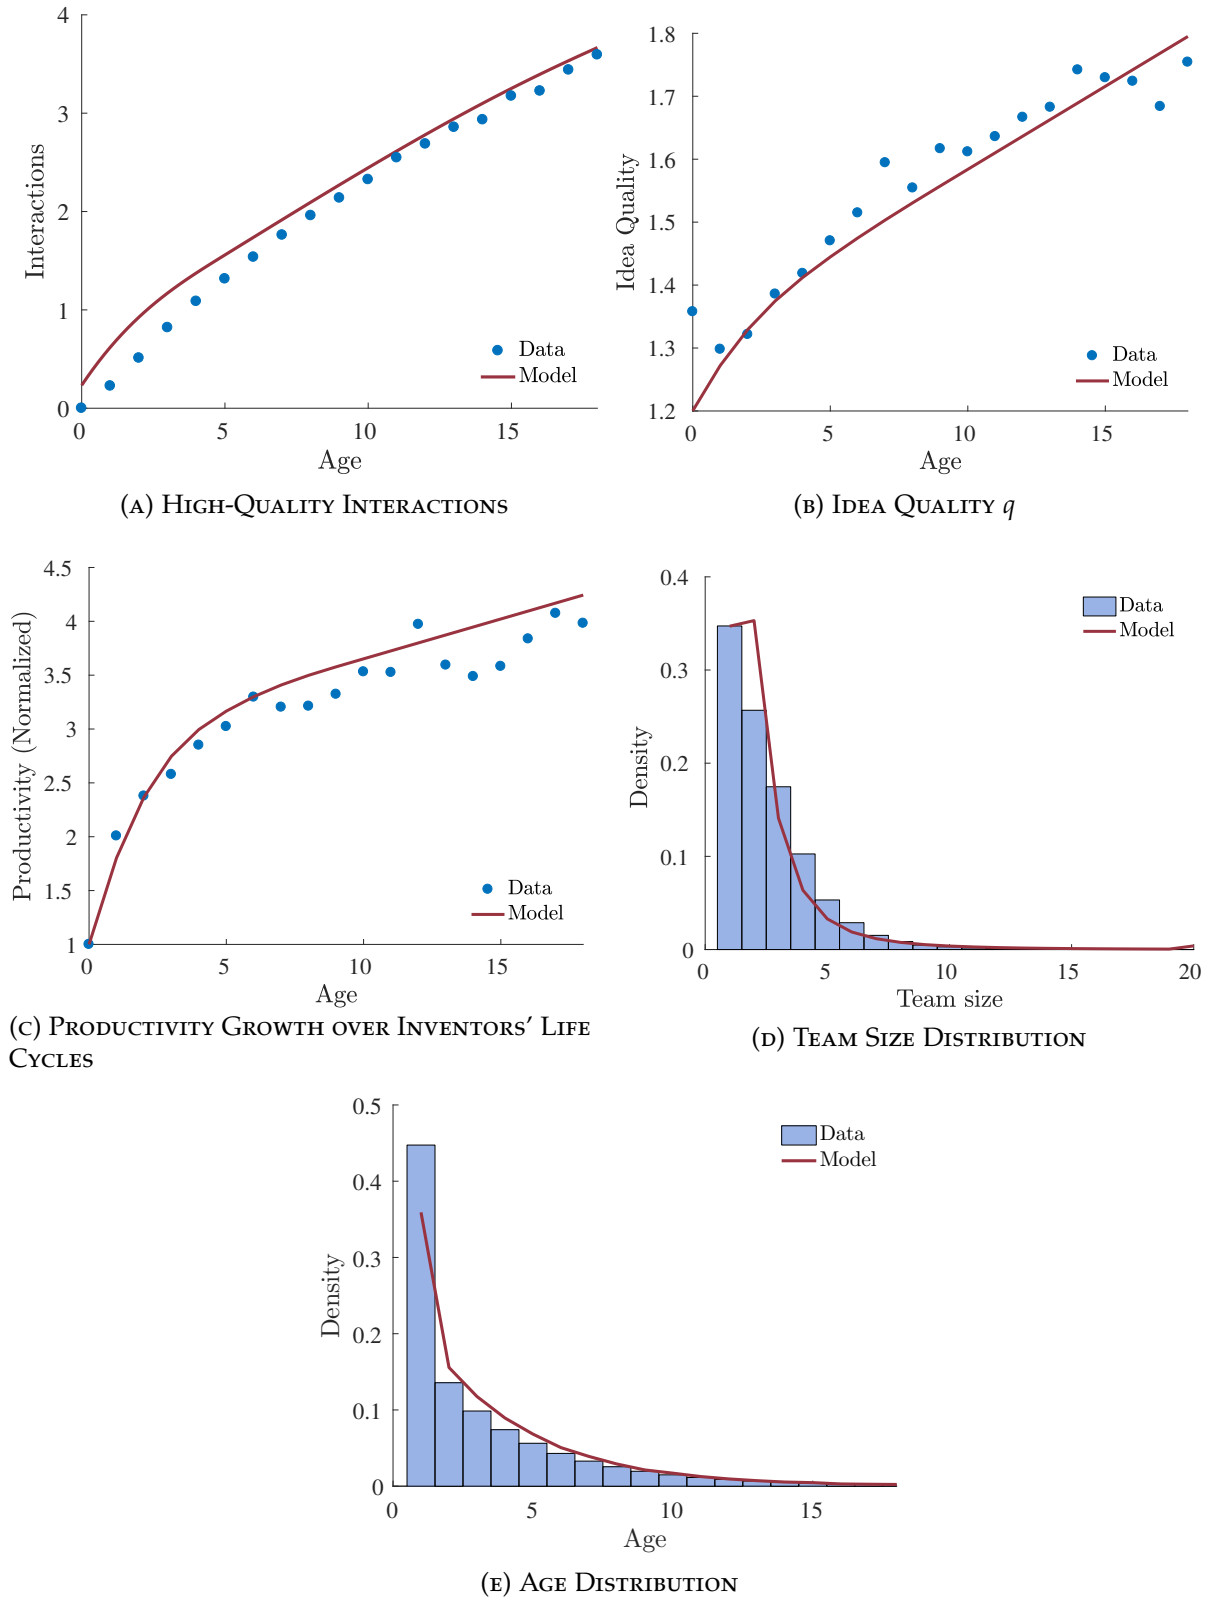 4
3
2
1
0
0
5
10
15
Interactions
Age
Data
Model
(A) High-Quality Interactions
1.8
1.7
1.6
1.5
1.4
1.3
1.2
0
5
10
15
Idea Quality
Age
Data
Model
(B) Idea Quality q
4.5
4
3.5
3
2.5
2
1.5
1
0
5
10
15
Productivity (Normalized)
Age
Data
Model
(C) Productivity Growth over Inventors' Life
Cycles
0.4
0.3
0.2
0.1
0
0
5
10
15
20
Density
Team size
Data
Model
(D) Team Size Distribution
0.5
0.4
0.3
0.2
0.1
0
0
5
10
15
Density
Age
Data
Model
(E) Age Distribution